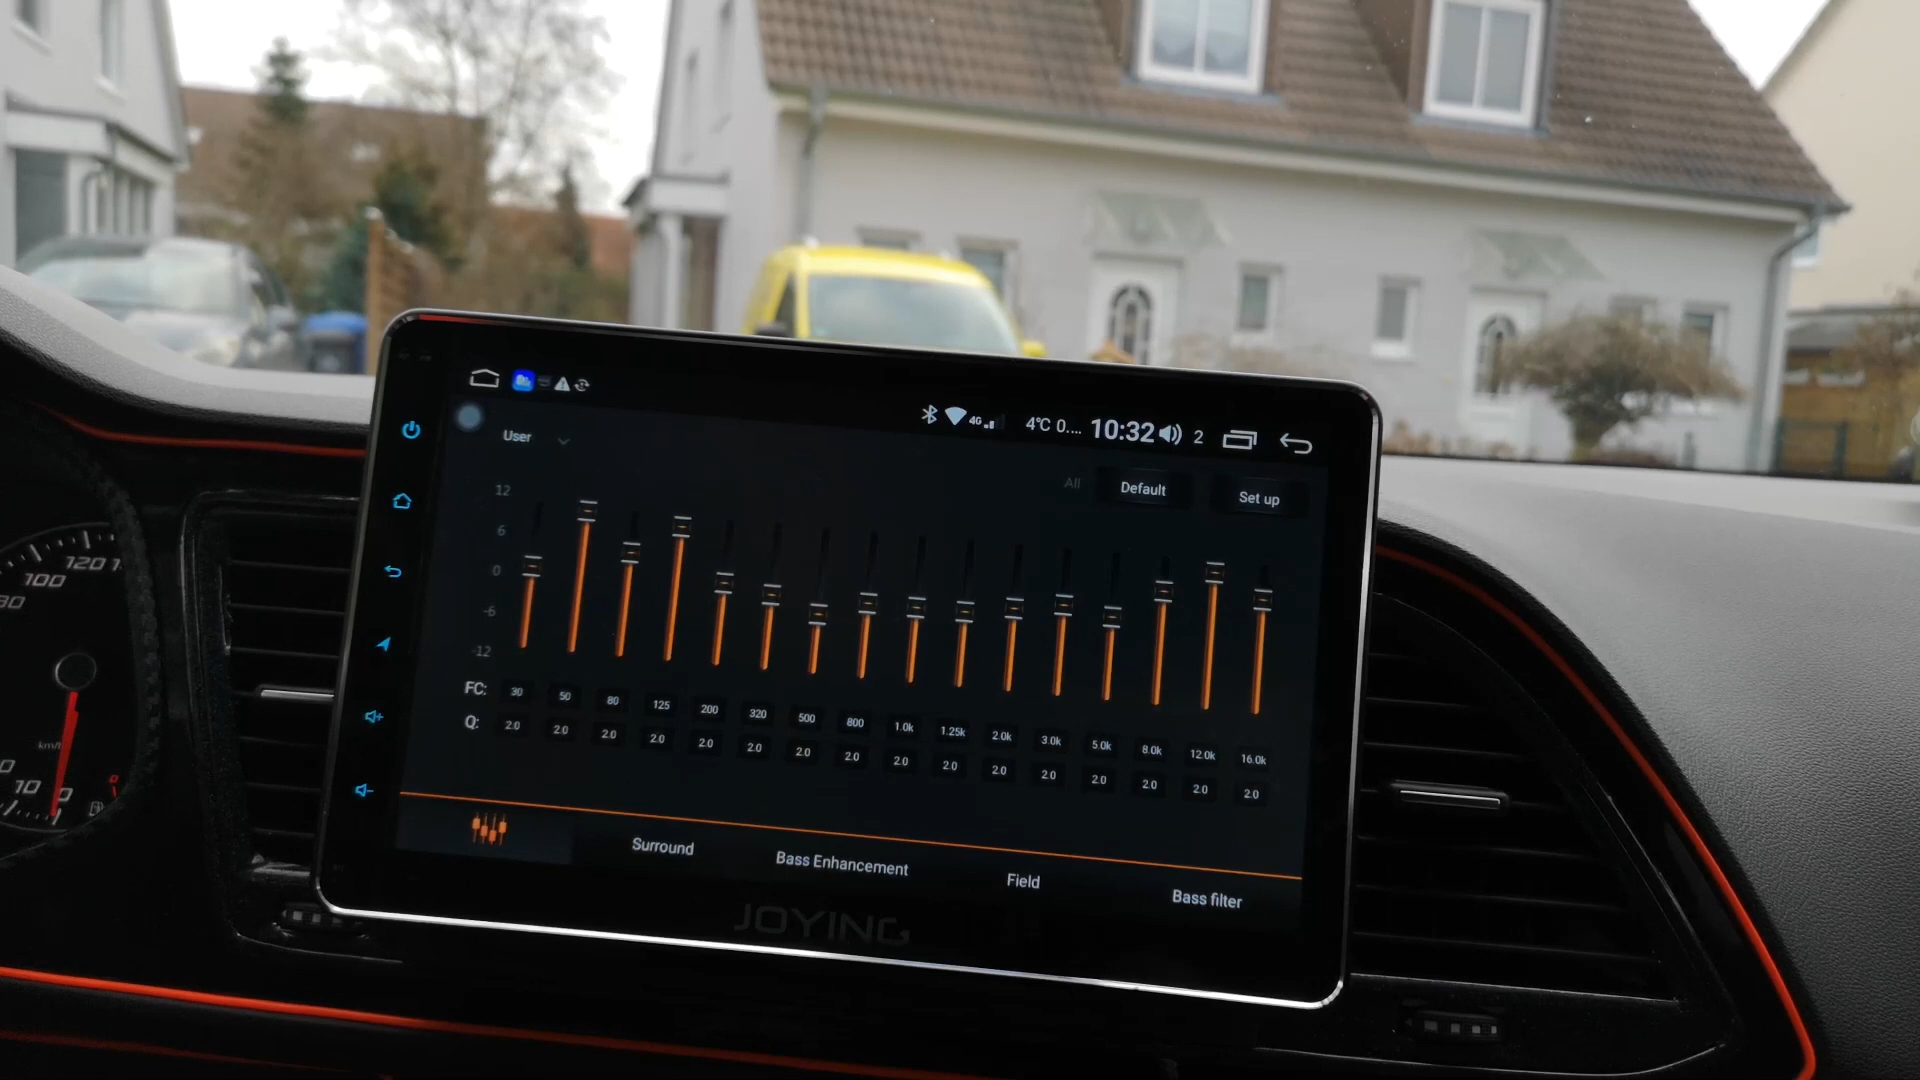 4G
4°C 0....
10:32
2
User
All
Default
Set up
12
6
0
-6
-12
FC: 30 50 80 125 200 320 500 800 1.0k 1.25k 2.0k 3.0k 5.0k 8.0k 12.0k 16.0k
Q: 2.0 2.0 2.0 2.0 2.0 2.0 2.0 2.0 2.0 2.0 2.0 2.0 2.0 2.0 2.0 2.0
Surround
Bass Enhancement
Field
Bass filter
JOYING
120
100
80
km/h
10
0